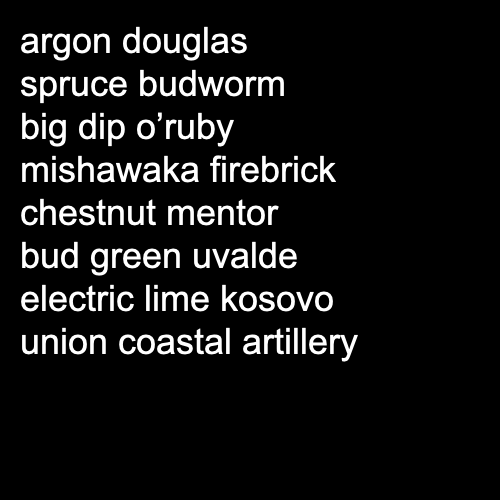 argon douglas
spruce budworm
big dip o’ruby
mishawaka firebrick
chestnut mentor
bud green uvalde
electric lime kosovo
union coastal artillery